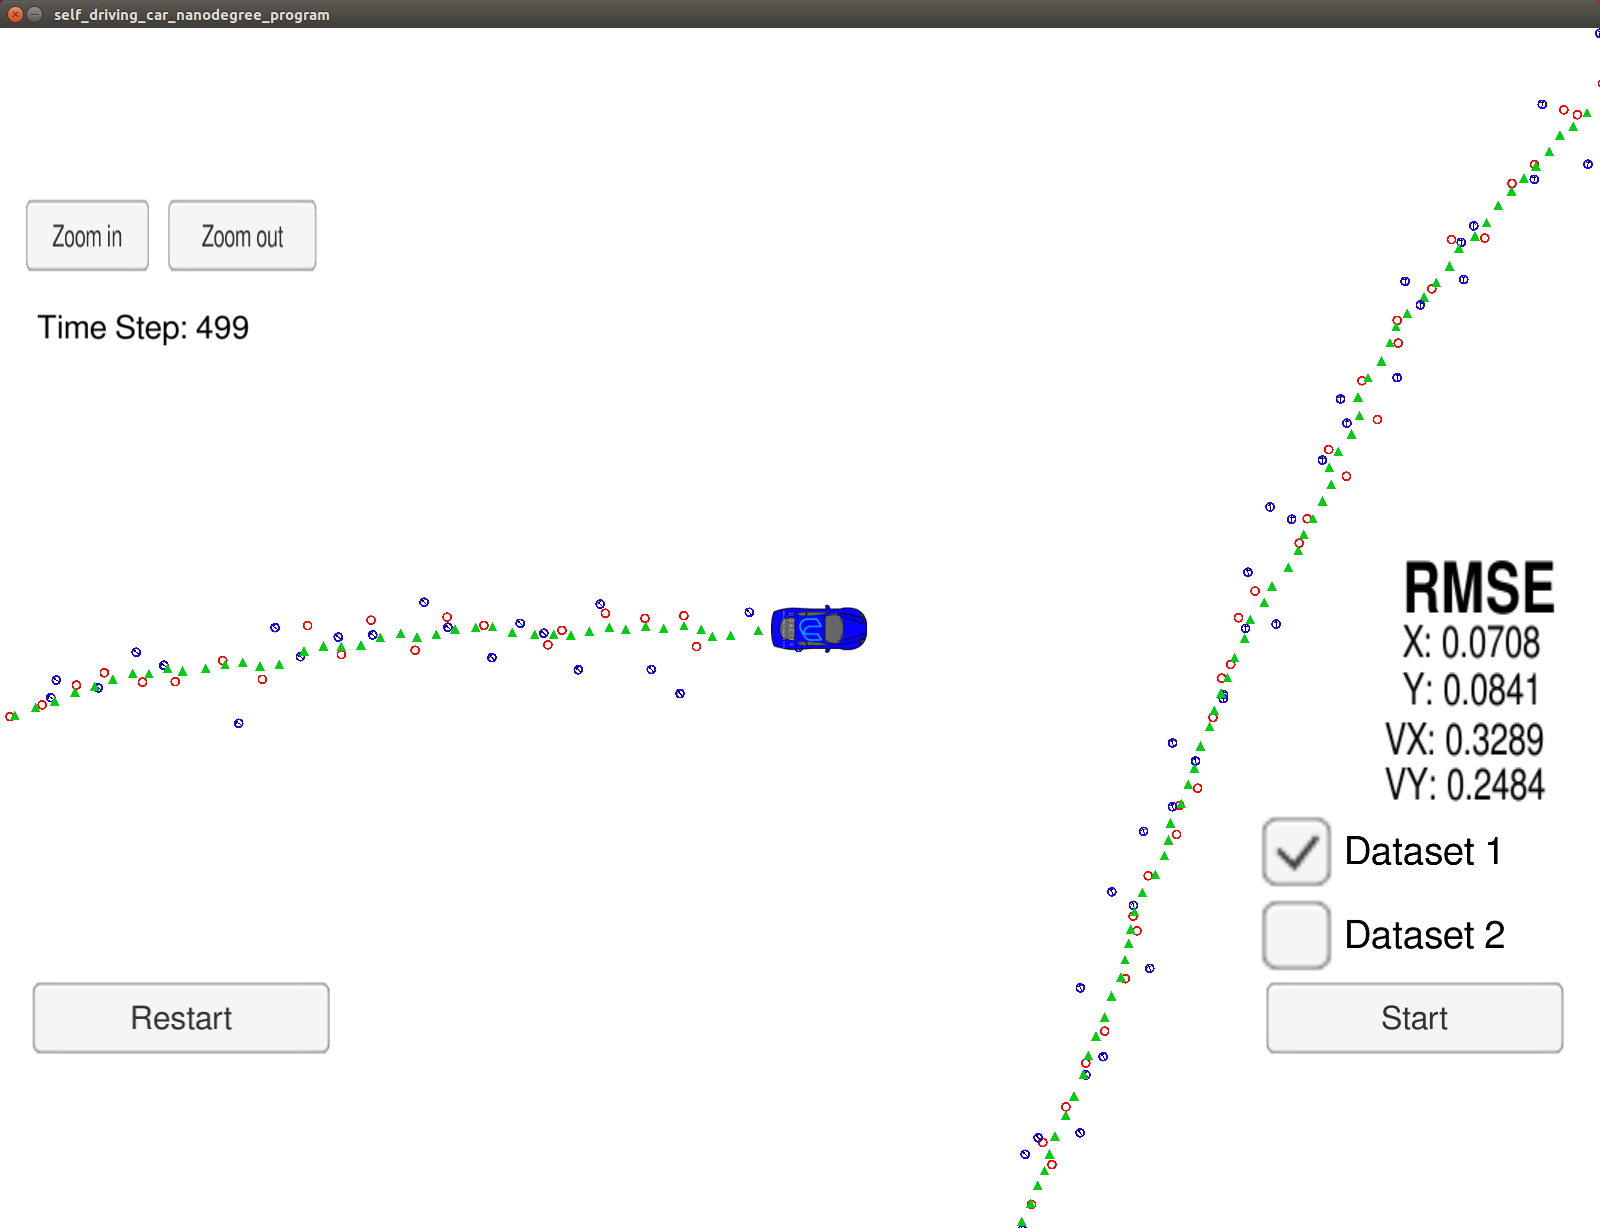 self_driving_car_nanodegree_program
Zoom in
Zoom out
Time Step: 499
RMSE
X: 0.0708
Y: 0.0841
VX: 0.3289
VY: 0.2484
Dataset 1
Dataset 2
Restart
Start